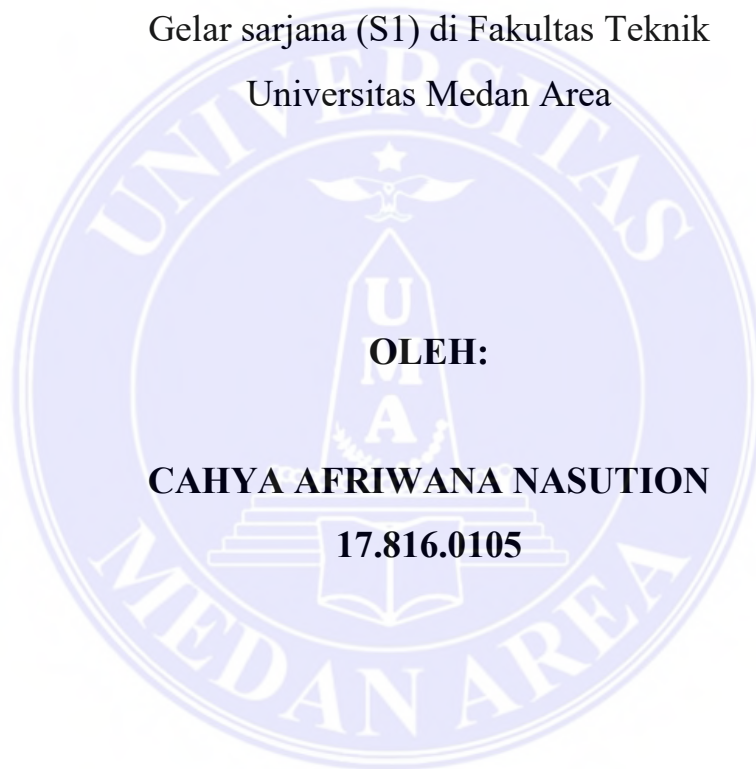 Gelar sarjana (S1) di Fakultas Teknik
Universitas Medan Area
UNIVERSITAS
UMA
OLEH:
CAHYA AFRIWANA NASUTION
17.816.0105
MEDAN AREA